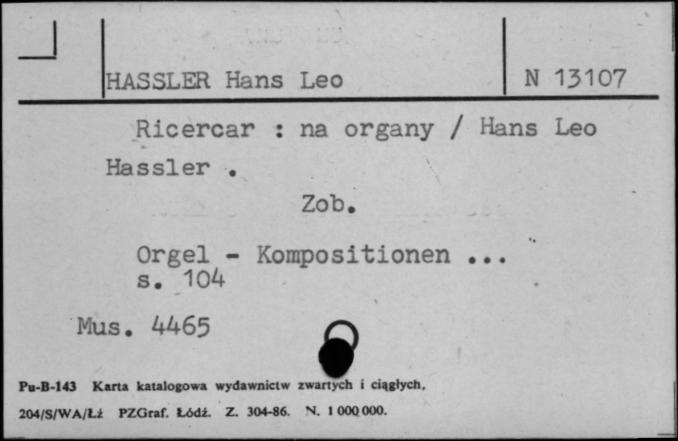 HASSLER Hans Leo
N 13107
Ricercar : na organy / Hans Leo
Hassler .
Zob.
Orgel - Kompositionen ...
s. 104
Mus. 4465
Pu-B-143 Karta katalogowa wydawnictw zwartych i ciągłych,
204/S/WA/Łź PZGraf. Łódź. Z. 304-86. N. 1 000 000.